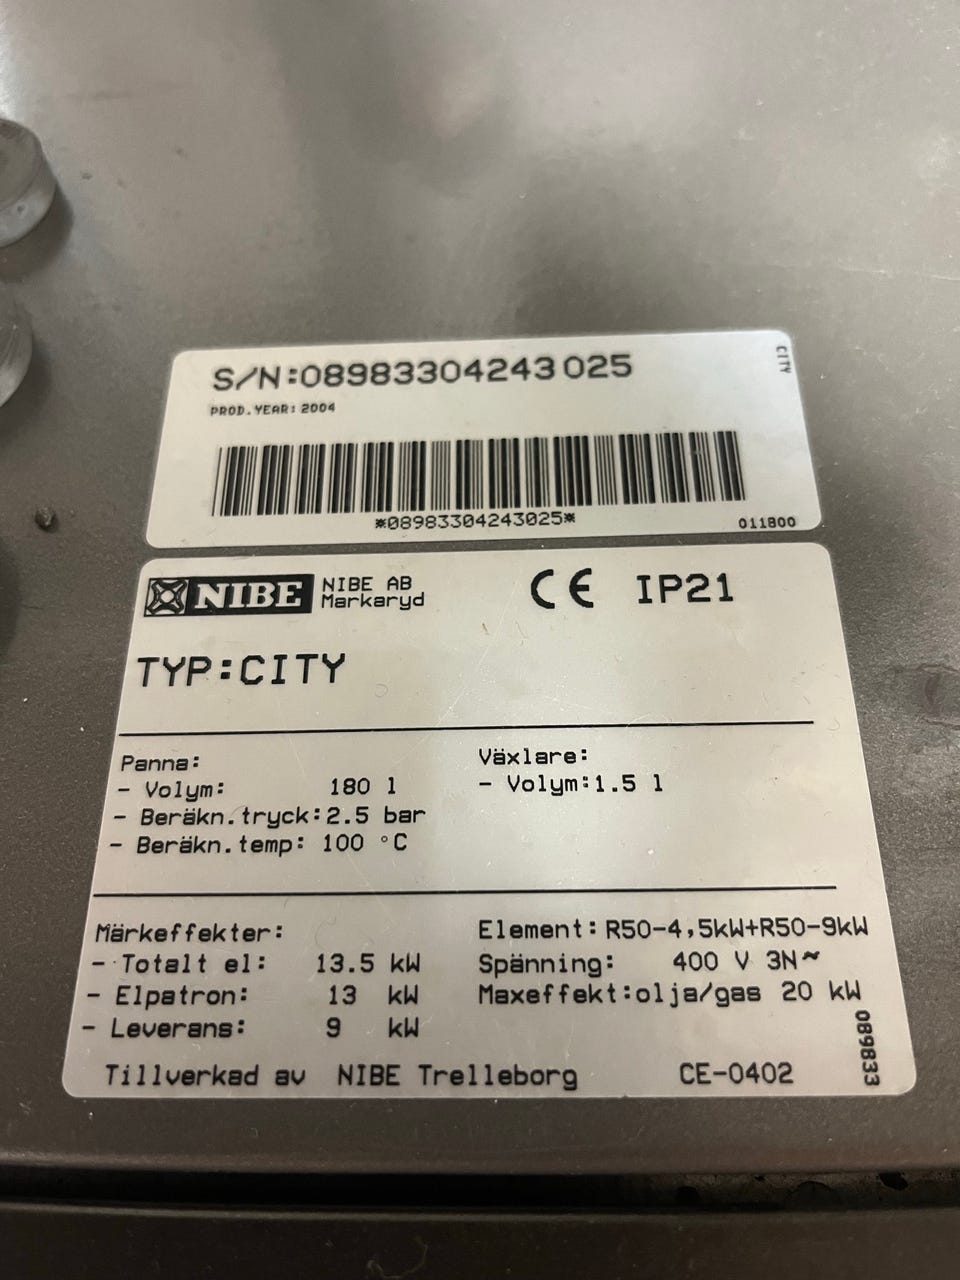 S/N:08983304243025
CITY
PROD.YEAR: 2004
*08983304243025*
011800
NIBE
NIBE AB
Markaryd
CE IP21
TYP:CITY
Panna:
- Volym: 180 l
- Beräkn.tryck:2.5 bar
- Beräkn.temp: 100 °C
Växlare:
- Volym:1.5 l
Märkeffekter:
- Totalt el: 13.5 kW
- Elpatron: 13 kW
- Leverans: 9 kW
Element:R50-4,5kW+R50-9kW
Spänning: 400 V 3N~
Maxeffekt:olja/gas 20 kW
Tillverkad av NIBE Trelleborg
CE-0402
089833